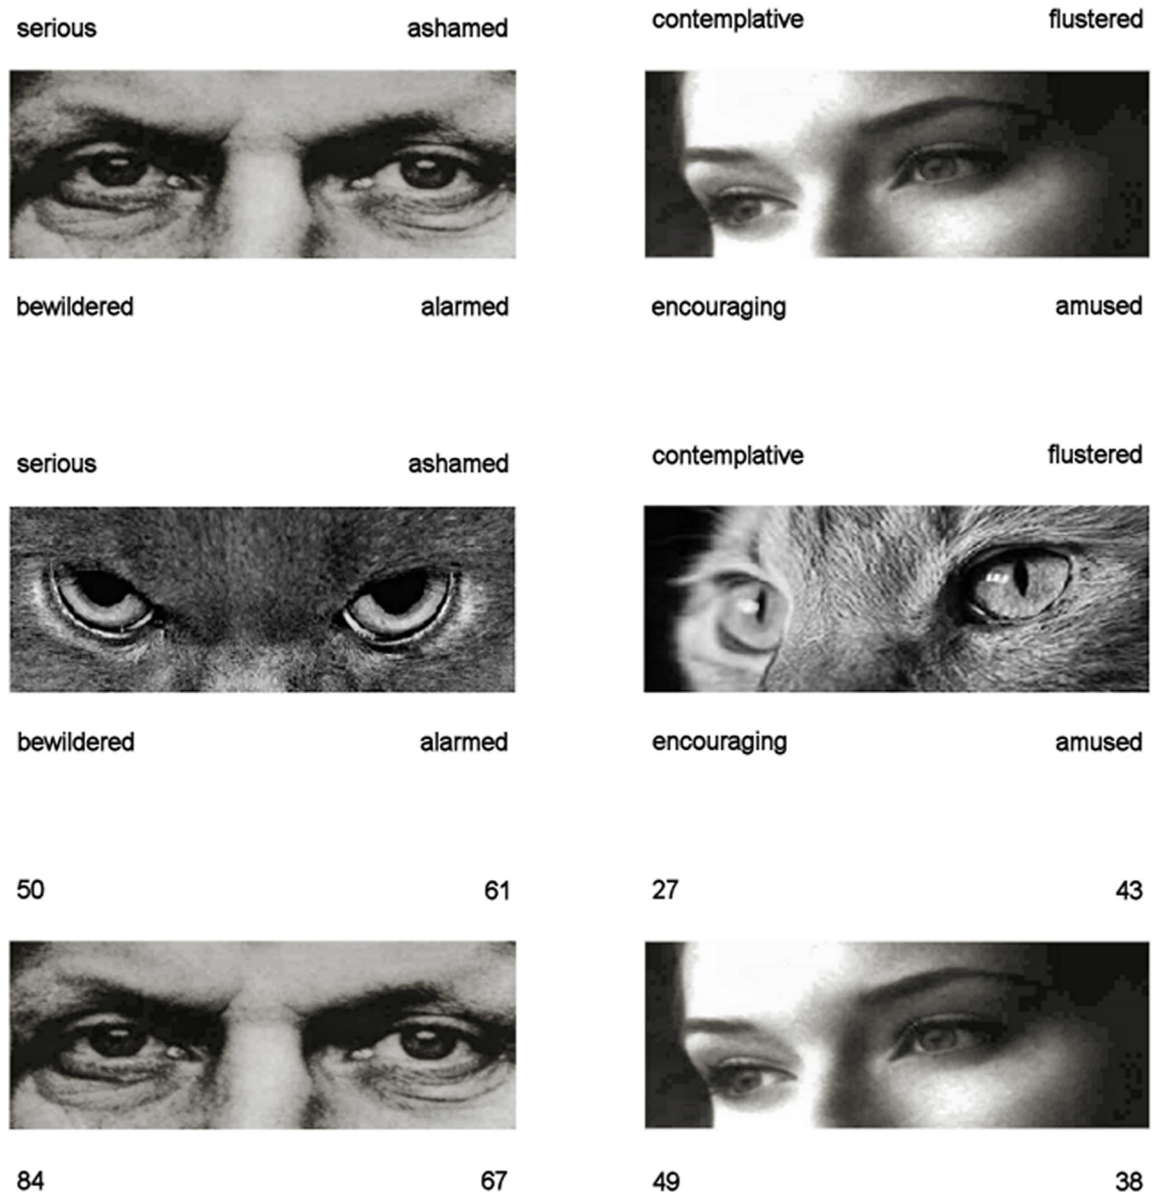 serious ashamed contemplative flustered
bewildered alarmed encouraging amused
serious ashamed contemplative flustered
bewildered alarmed encouraging amused
50 61 27 43
84 67 49 38